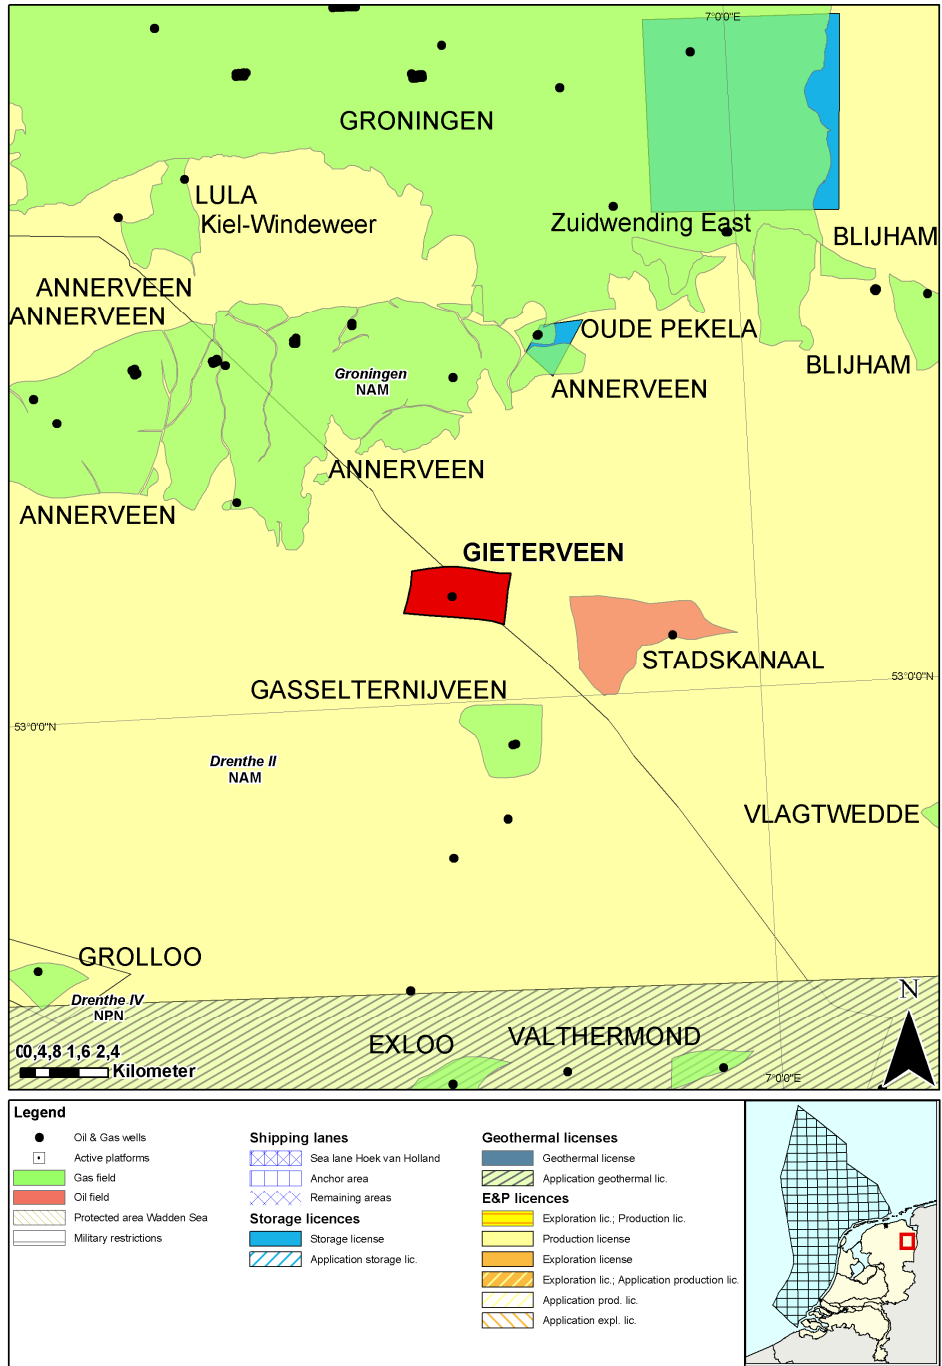 7°0'0"E
GRONINGEN
LULA
Kiel-Windeweer
Zuidwending East
BLIJHAM
ANNERVEEN
ANNERVEEN
OUDE PEKELA
BLIJHAM
Groningen
NAM
ANNERVEEN
ANNERVEEN
ANNERVEEN
GIETERVEEN
STADSKANAAL
53°0'0"N
GASSELTERNIJVEEN
53°0'0"N
Drenthe II
NAM
VLAGTWEDDE
GROLLOO
Drenthe IV
NPN
N
EXLOO
VALTHERMOND
00,4,8 1,6 2,4
Kilometer
7°0'0"E
Legend
Oil & Gas wells
Active platforms
Gas field
Oil field
Protected area Wadden Sea
Military restrictions
Shipping lanes
Sea lane Hoek van Holland
Anchor area
Remaining areas
Storage licences
Storage license
Application storage lic.
Geothermal licenses
Geothermal license
Application geothermal lic.
E&P licences
Exploration lic.; Production lic.
Production license
Exploration license
Exploration lic.; Application production lic.
Application prod. lic.
Application expl. lic.